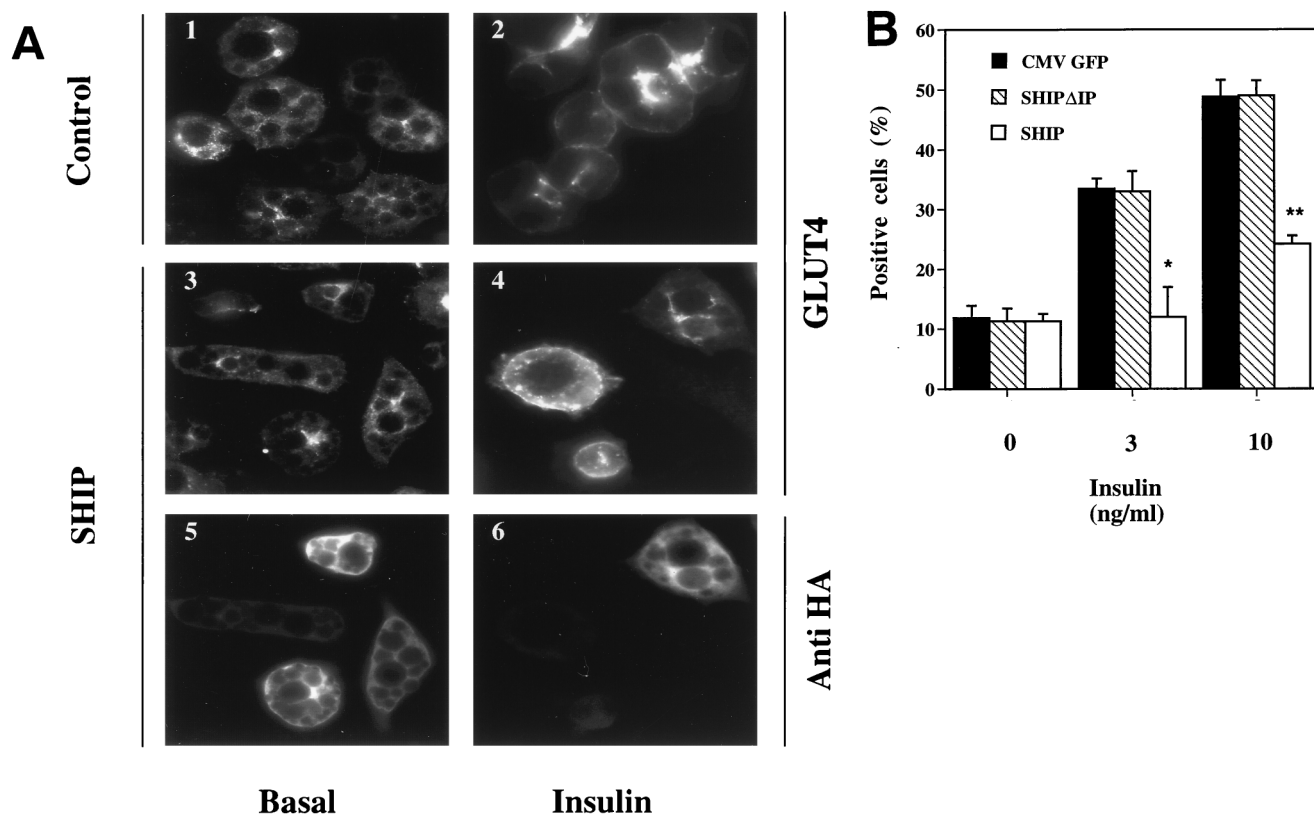 A
Control
SHIP
1
2
3
4
5
6
GLUT4
Anti HA
Basal
Insulin
B
60
50
40
30
20
10
0
Positive cells (%)
CMV GFP
SHIPΔIP
SHIP
*
**
0
3
10
Insulin
(ng/ml)